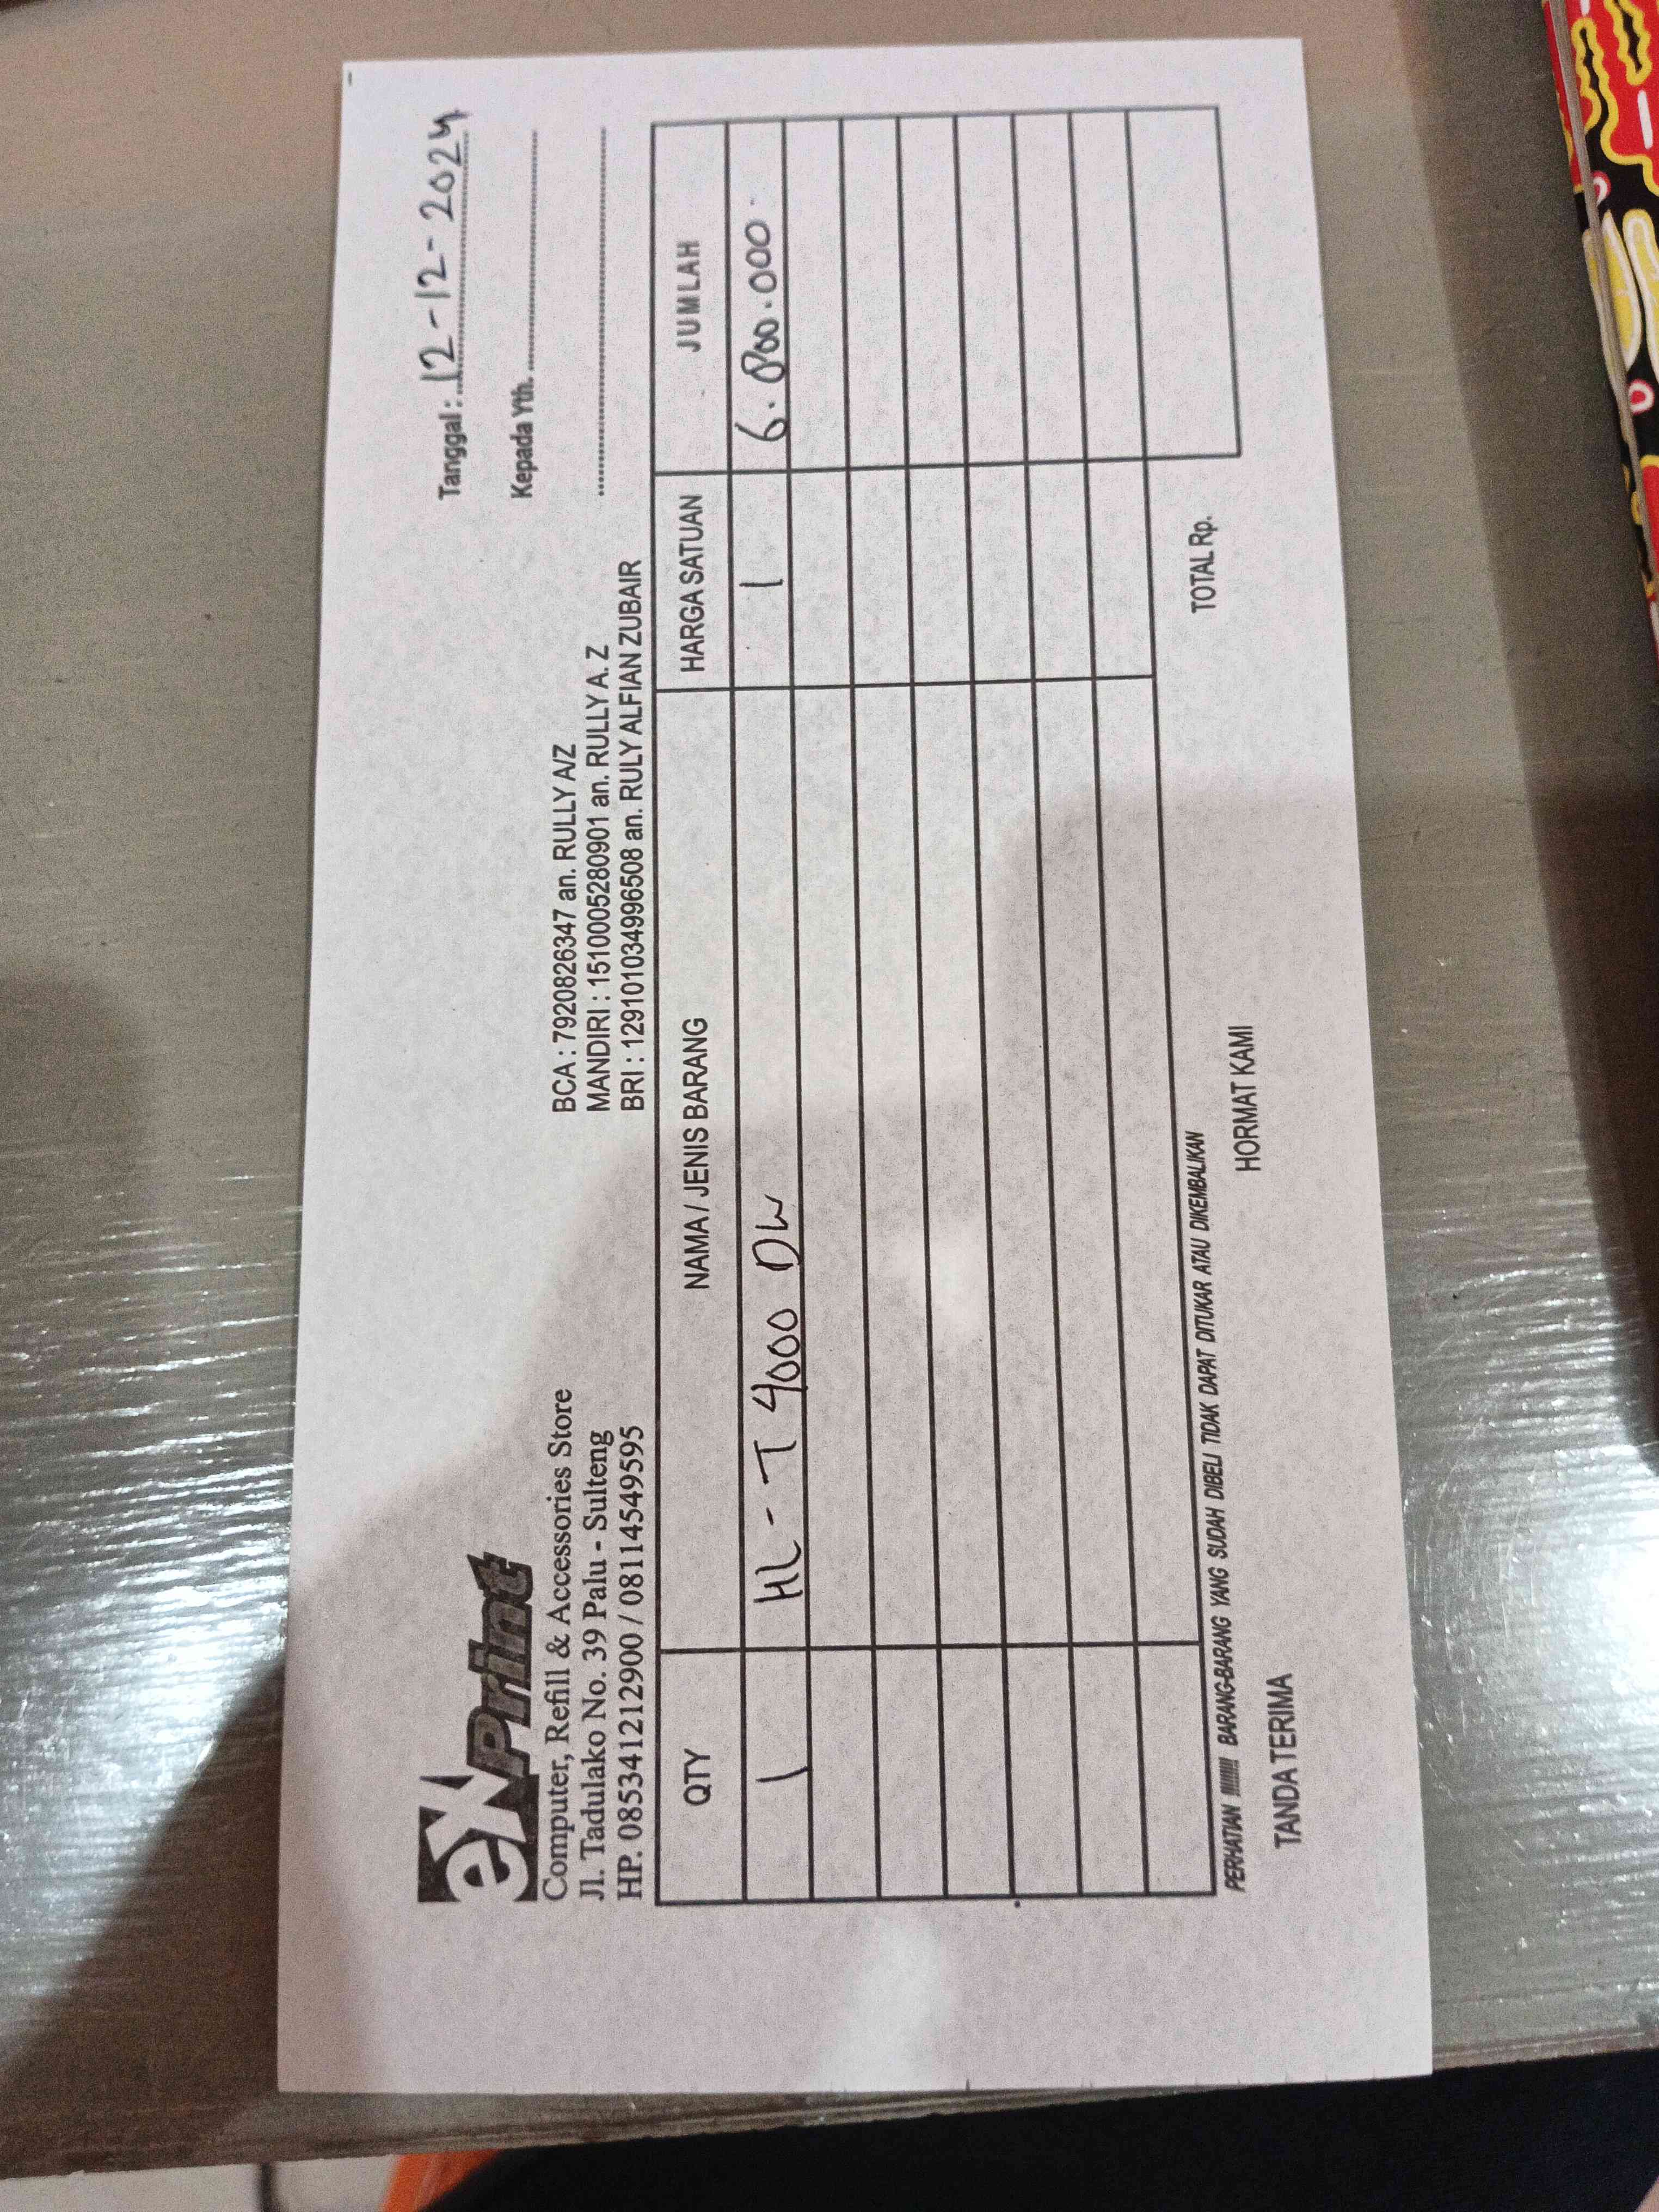 eXPrint
Computer, Refill & Accessories Store
Jl. Tadulako No. 39 Palu - Sulteng
HP. 085341212900 / 08114549595
BCA : 7920826347 an. RULLY A/Z
MANDIRI : 1510005280901 an. RULLY A. Z
BRI : 129101034996508 an. RULY ALFIAN ZUBAIR
Tanggal : 12-12-2024
Kepada Yth.
QTY NAMA / JENIS BARANG HARGA SATUAN JUMLAH
1 HL-T 4000 DW 1 6.800.000
TOTAL Rp.
PERHATIAN !!!!!!! BARANG-BARANG YANG SUDAH DIBELI TIDAK DAPAT DITUKAR ATAU DIKEMBALIKAN
TANDA TERIMA HORMAT KAMI